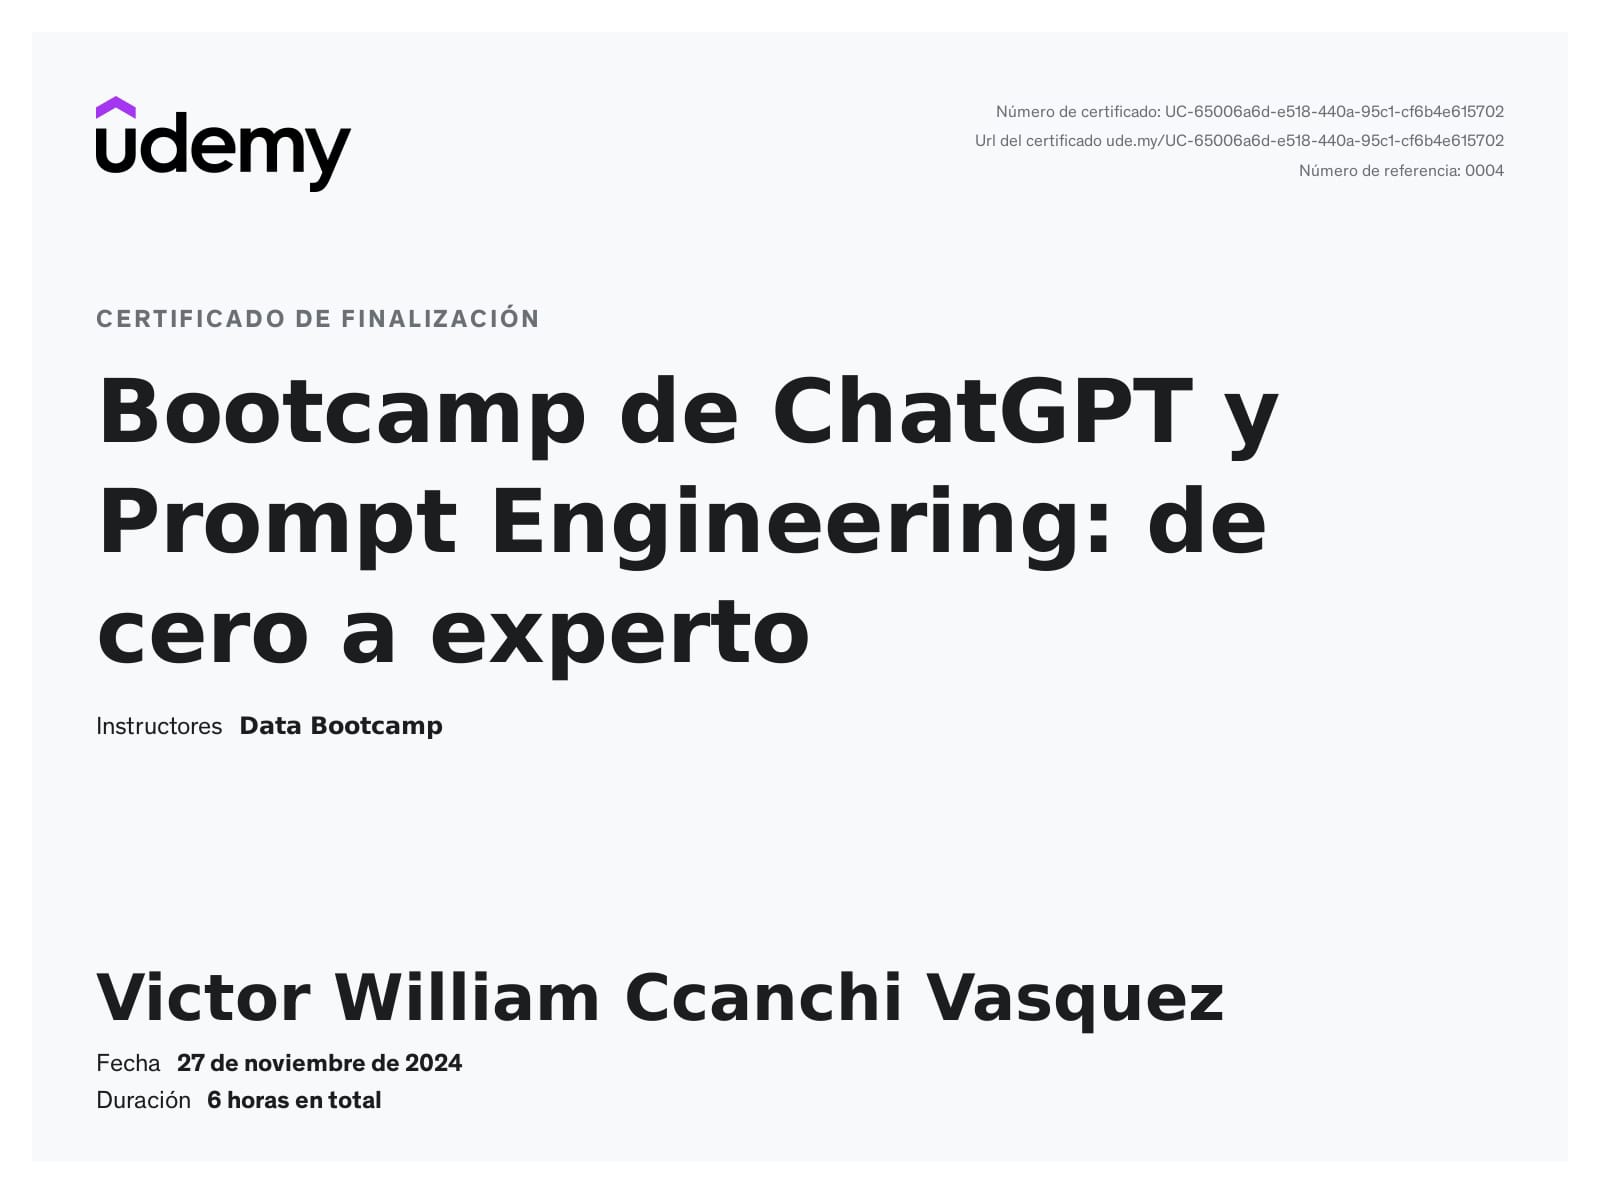 udemy
Número de certificado: UC-65006a6d-e518-440a-95c1-cf6b4e615702
Url del certificado ude.my/UC-65006a6d-e518-440a-95c1-cf6b4e615702
Número de referencia: 0004
CERTIFICADO DE FINALIZACIÓN
Bootcamp de ChatGPT y
Prompt Engineering: de
cero a experto
Instructores Data Bootcamp
Victor William Ccanchi Vasquez
Fecha 27 de noviembre de 2024
Duración 6 horas en total